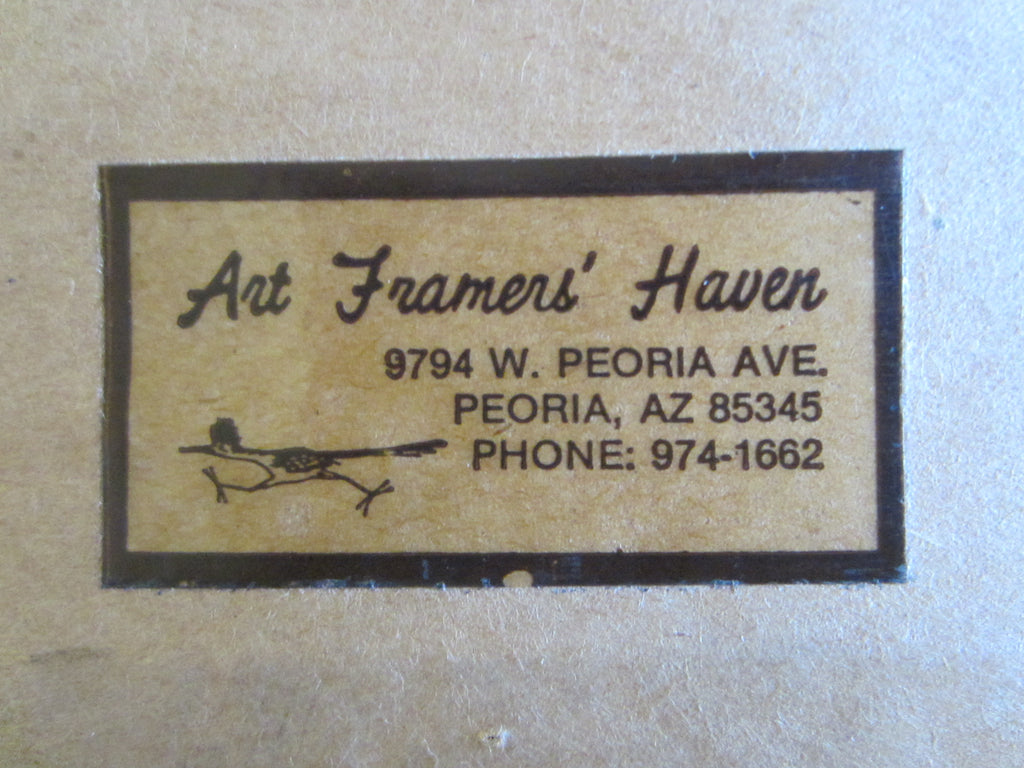 Art Framers' Haven
9794 W. PEORIA AVE.
PEORIA, AZ 85345
PHONE: 974-1662